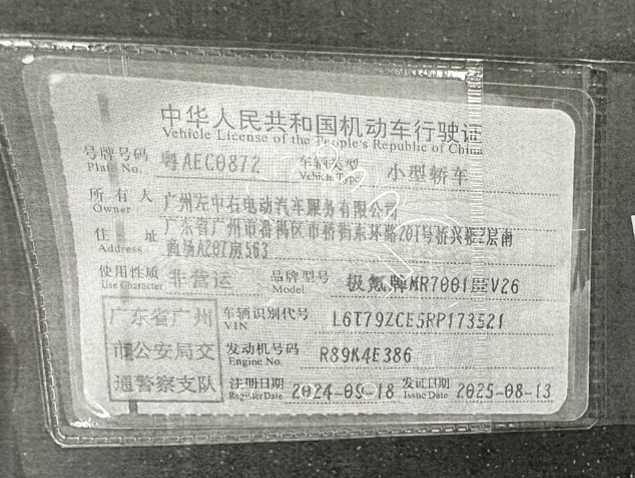 中华人民共和国机动车行驶证
Vehicle License of the People's Republic of China
号牌号码 粤AEC0872 车辆类型 小型轿车
Plate No. Vehicle Type
所有人 广州左中右电动汽车服务有限公司
Owner
住址 广东省广州市番禺区市桥街东环路201号桥兴楼2层南
Address 商场A207房563
使用性质 非营运 品牌型号 极氪牌MR7001 EV26
Use Character Model
广东省广州
市公安局交
通警察支队
车辆识别代号 L6T79ZCE5RP173521
VIN
发动机号码 R89K4E386
Engine No.
注册日期 2024-09-18 发证日期 2025-08-13
Register Date Issue Date